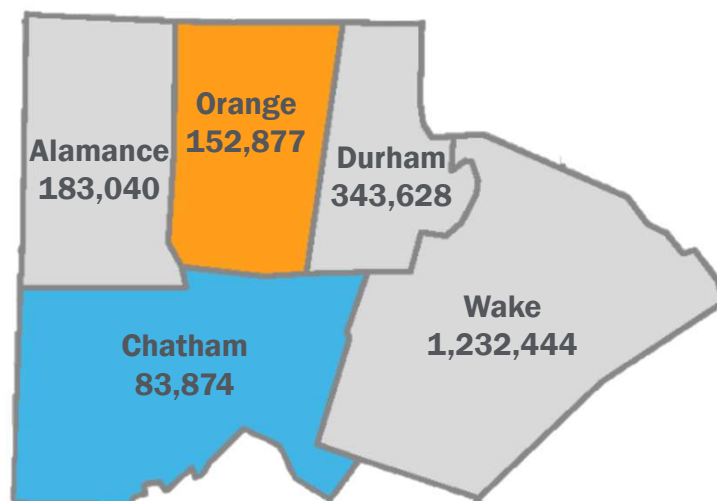 Orange
152,877
Alamance
183,040
Durham
343,628
Wake
1,232,444
Chatham
83,874